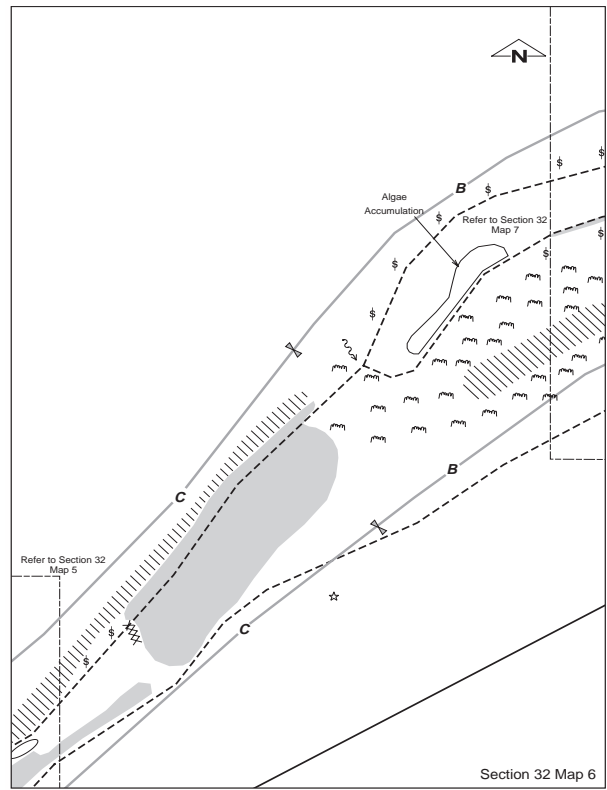 N
B
Algae
Accumulation
Refer to Section 32
Map 7
$
$
$
$
$
$
$
$
B
C
Refer to Section 32
Map 5
$
$
C
Section 32 Map 6